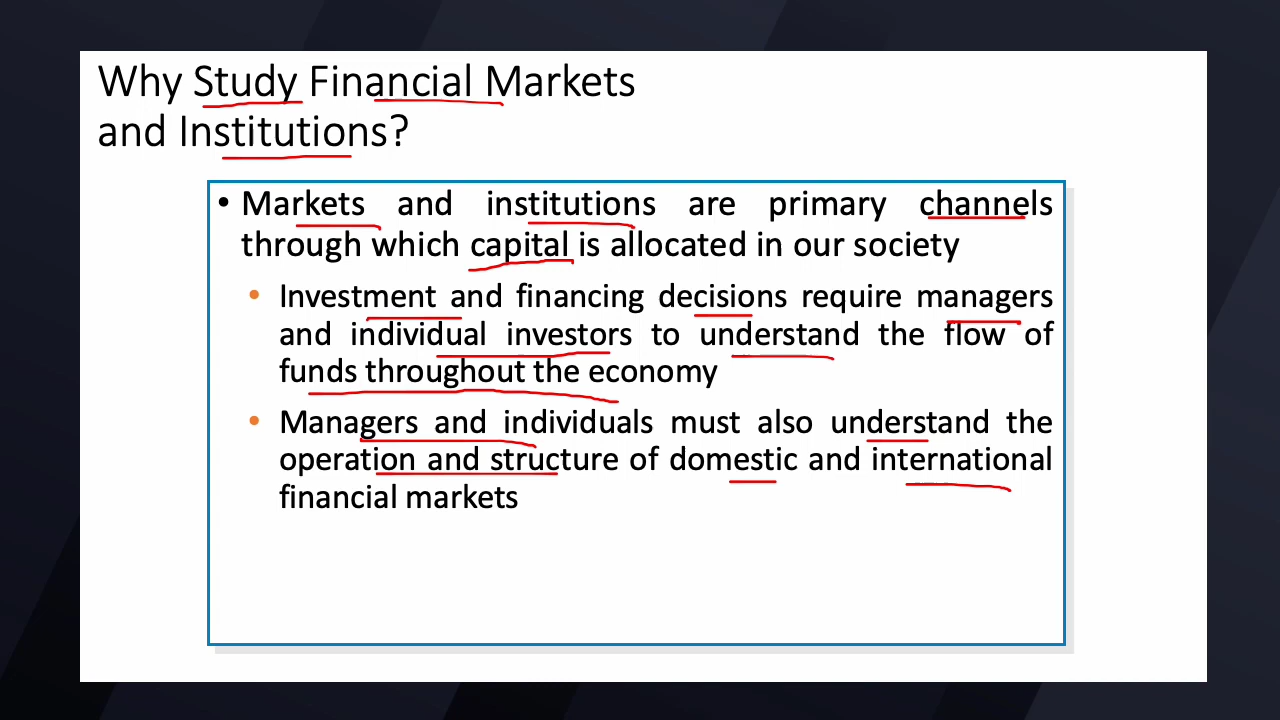 Why Study Financial Markets
and Institutions?
• Markets and institutions are primary channels
through which capital is allocated in our society
• Investment and financing decisions require managers
and individual investors to understand the flow of
funds throughout the economy
• Managers and individuals must also understand the
operation and structure of domestic and international
financial markets